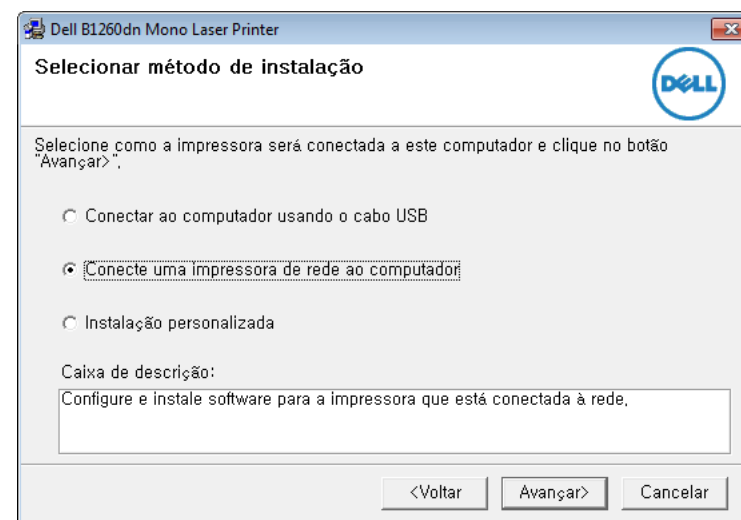 Dell B1260dn Mono Laser Printer
Selecionar método de instalação
DELL
Selecione como a impressora será conectada a este computador e clique no botão
"Avançar>",
Conectar ao computador usando o cabo USB
Conecte uma impressora de rede ao computador
Instalação personalizada
Caixa de descrição:
Configure e instale software para a impressora que está conectada à rede,
<Voltar Avançar> Cancelar